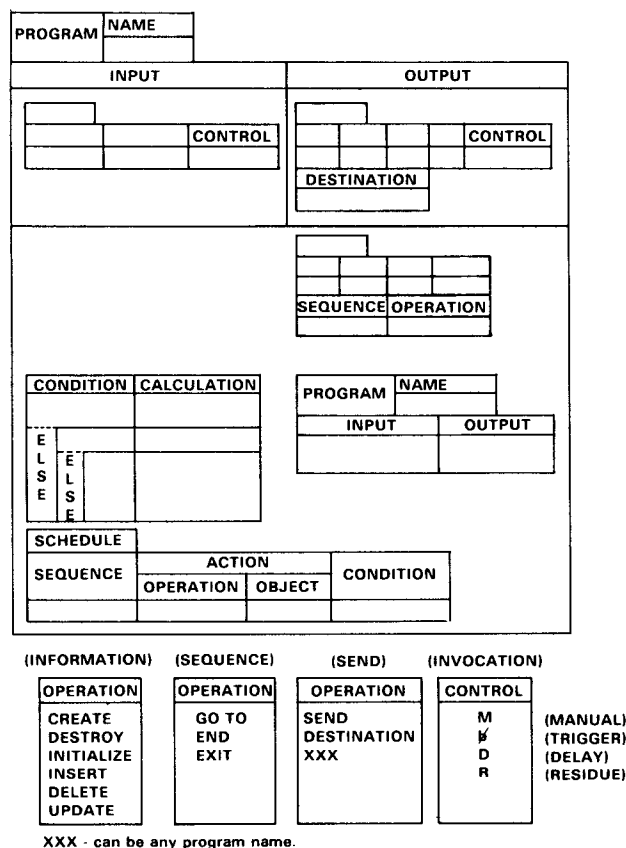 PROGRAM NAME
INPUT OUTPUT
CONTROL CONTROL
DESTINATION
SEQUENCE OPERATION
CONDITION CALCULATION
PROGRAM NAME
INPUT OUTPUT
ELSE
ELSE
SCHEDULE
SEQUENCE ACTION CONDITION
OPERATION OBJECT
(INFORMATION) (SEQUENCE) (SEND) (INVOCATION)
OPERATION OPERATION OPERATION CONTROL
CREATE GO TO SEND M (MANUAL)
DESTROY END DESTINATION (TRIGGER)
INITIALIZE EXIT XXX D (DELAY)
INSERT R (RESIDUE)
DELETE
UPDATE
XXX - can be any program name.